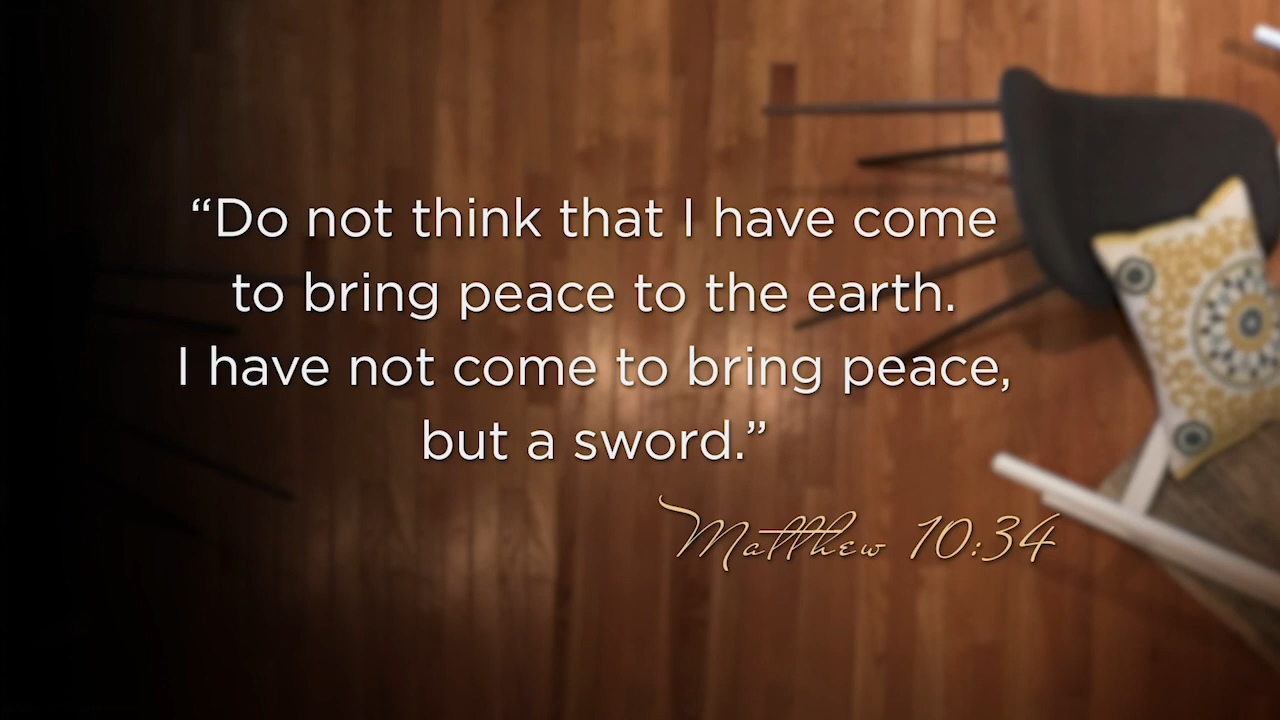 “Do not think that I have come
to bring peace to the earth.
I have not come to bring peace,
but a sword.”
Matthew 10:34